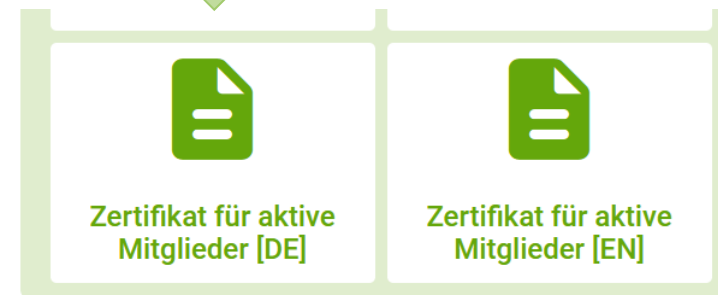 Zertifikat für aktive
Mitglieder [DE]
Zertifikat für aktive
Mitglieder [EN]